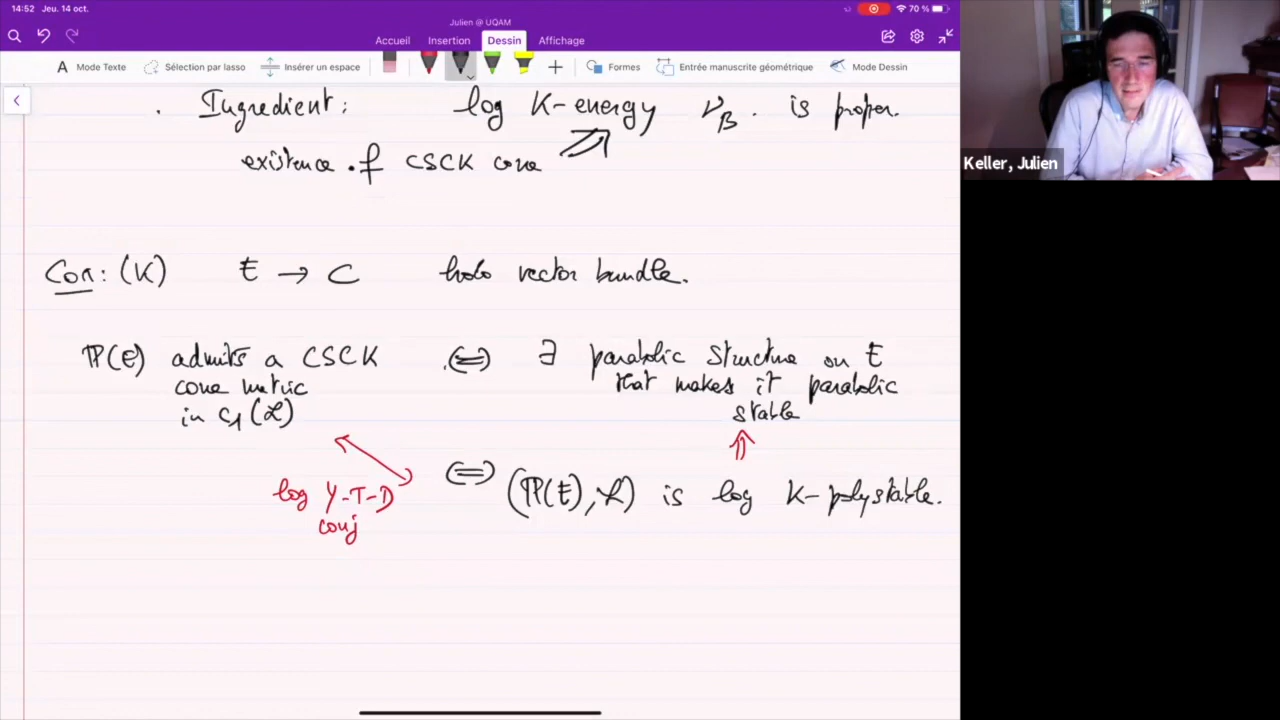 14:52 Jeu. 14 oct.
70 %
Julien @ UQAM
Accueil Insertion Dessin Affichage
A Mode Texte Sélection par lasso Insérer un espace Formes Entrée manuscrite géométrique Mode Dessin
. Ingredient: log K-energy ν_B . is proper.
existence of CSCK cone
Cor: (K) E → C holo vector bundle.
P(E) admits a CSCK ⟺ ∃ parabolic structure on E
cone metric that makes it parabolic
in c₁(L) stable
⟺ (P(E), L) is log K-polystable.
log Y-T-D
conj
Keller, Julien